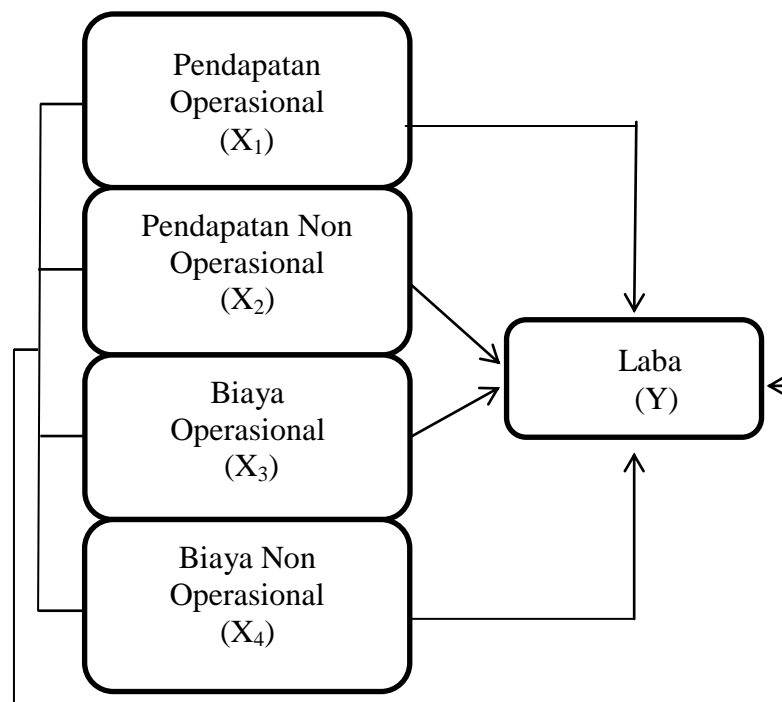 Pendapatan
Operasional
(X₁)
Pendapatan Non
Operasional
(X₂)
Biaya
Operasional
(X₃)
Biaya Non
Operasional
(X₄)
Laba
(Y)